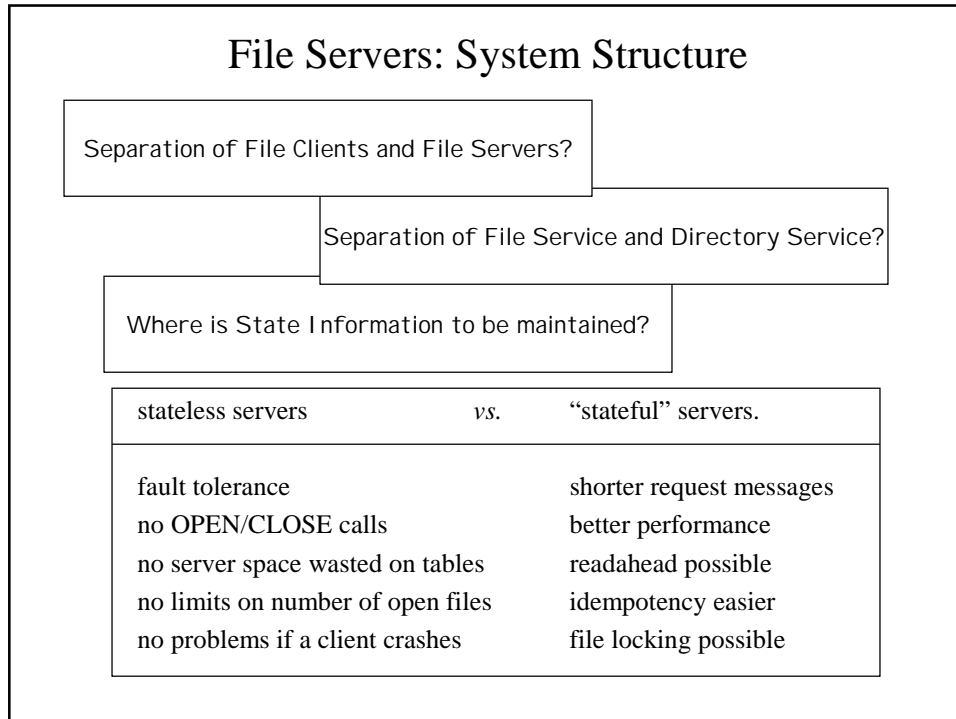 File Servers: System Structure
Separation of File Clients and File Servers?
Separation of File Service and Directory Service?
Where is State Information to be maintained?
stateless servers vs. “stateful” servers.
fault tolerance shorter request messages
no OPEN/CLOSE calls better performance
no server space wasted on tables readahead possible
no limits on number of open files idempotency easier
no problems if a client crashes file locking possible